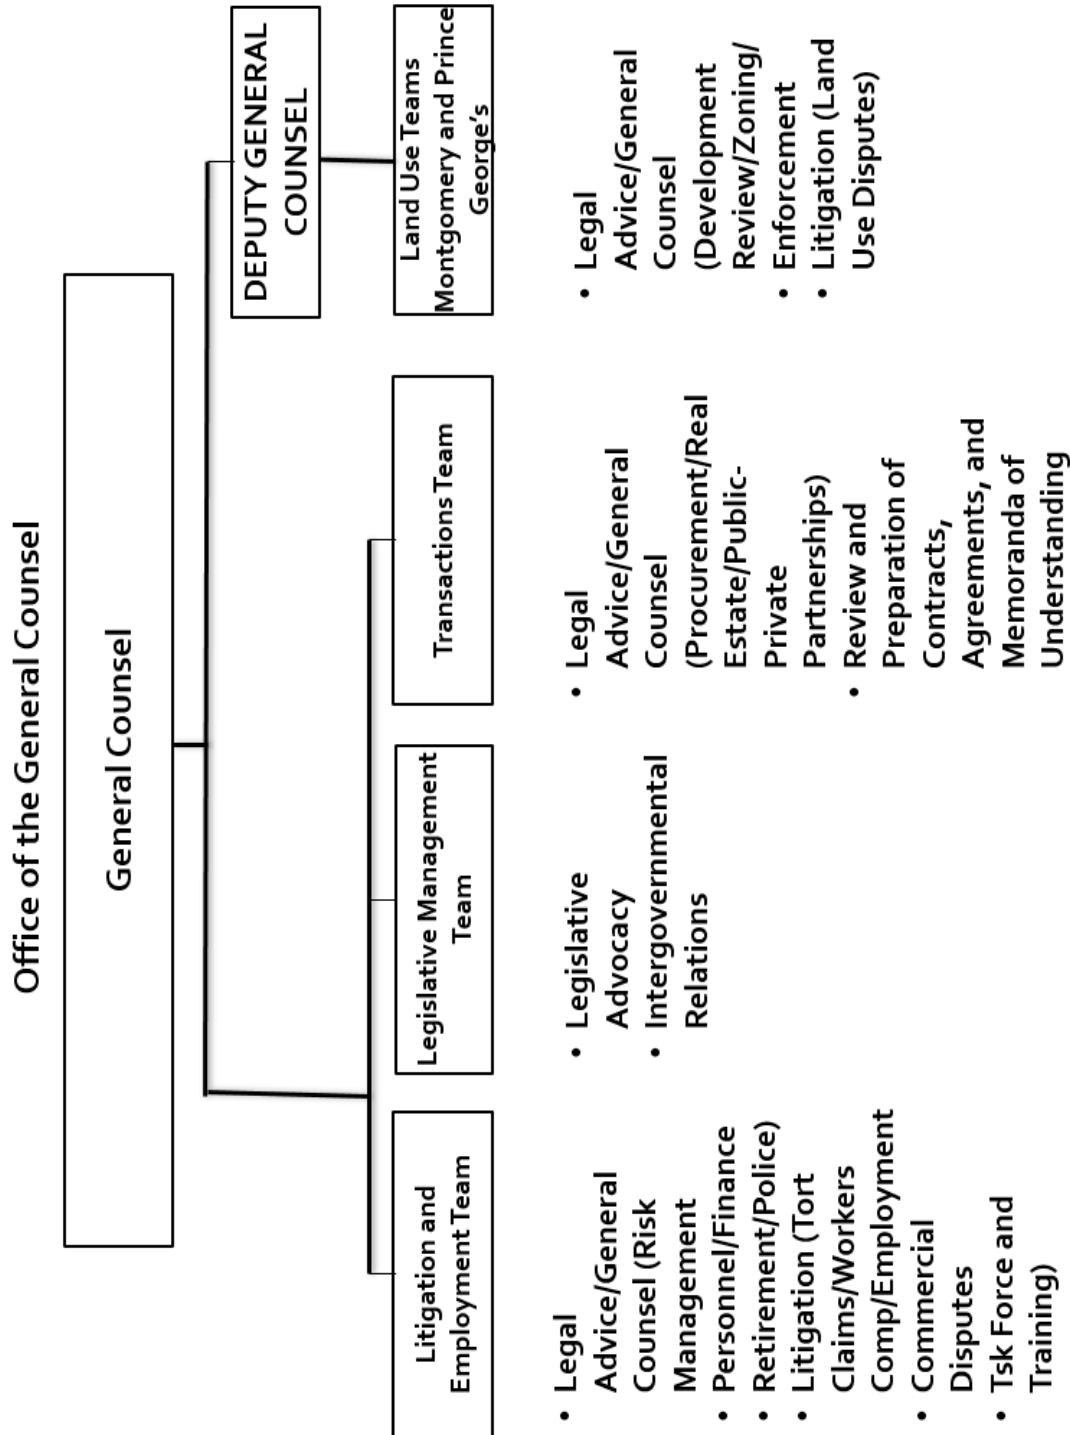 Office of the General Counsel
General Counsel
DEPUTY GENERAL
COUNSEL
Litigation and
Employment Team
Legislative Management
Team
Transactions Team
Land Use Teams
Montgomery and Prince
George's
• Legal
Advice/General
Counsel (Risk
Management
• Personnel/Finance
• Retirement/Police)
• Litigation (Tort
Claims/Workers
Comp/Employment
• Commercial
Disputes
• Tsk Force and
Training)
• Legislative
Advocacy
• Intergovernmental
Relations
• Legal
Advice/General
Counsel
(Procurement/Real
Estate/Public-
Private
Partnerships)
• Review and
Preparation of
Contracts,
Agreements, and
Memoranda of
Understanding
• Legal
Advice/General
Counsel
(Development
Review/Zoning/
• Enforcement
• Litigation (Land
Use Disputes)